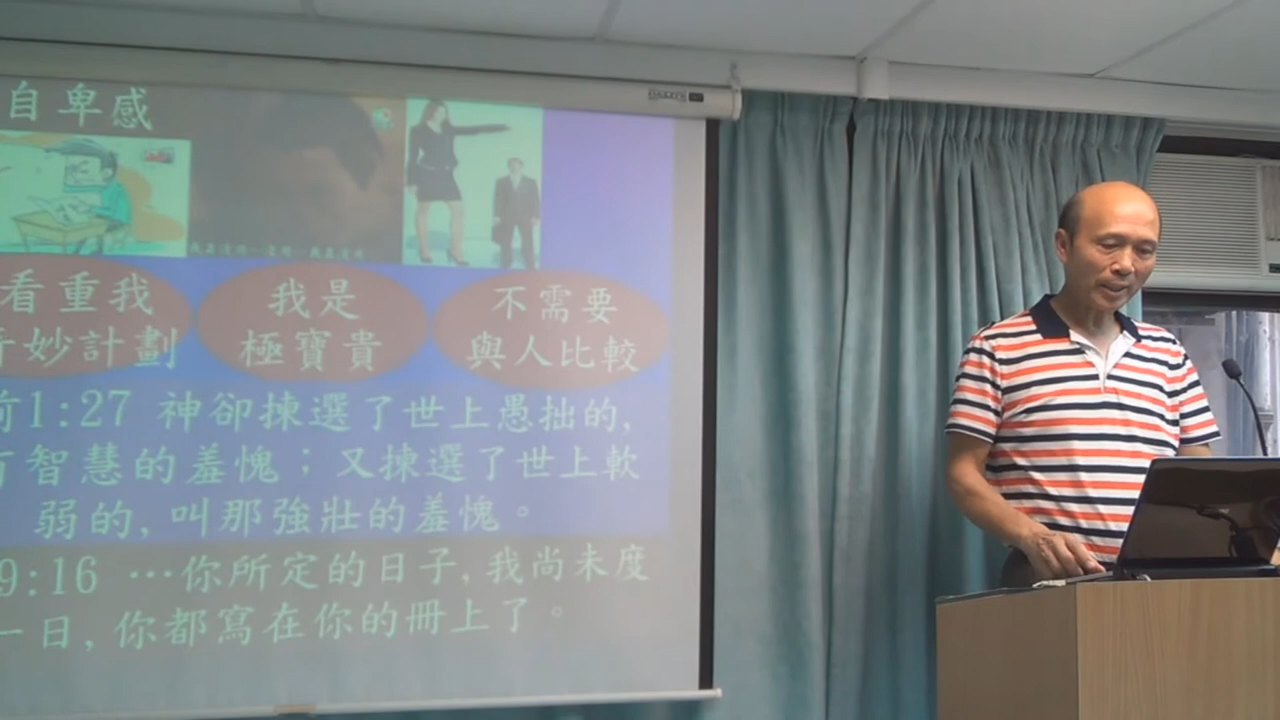 自卑感
看重我
妙計劃
我是
極寶貴
不需要
與人比較
前1:27 神卻揀選了世上愚拙的,
有智慧的羞愧；又揀選了世上軟
弱的,叫那強壯的羞愧。
9:16 …你所定的日子,我尚未度
一日,你都寫在你的冊上了。